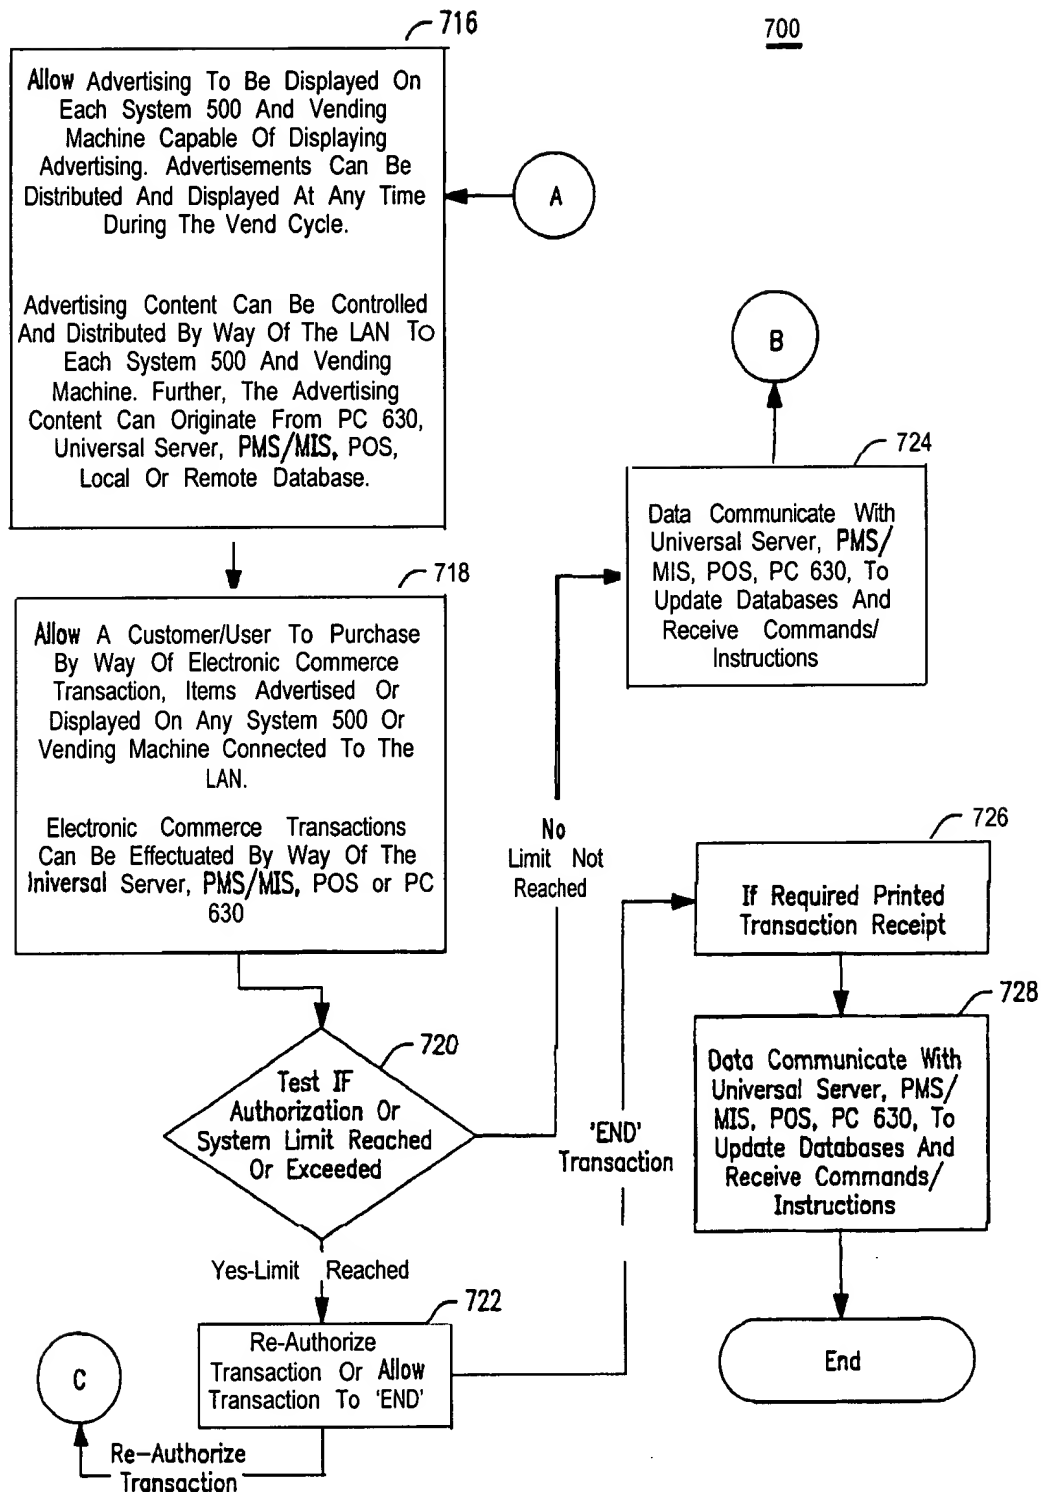 716
700
Allow Advertising To Be Displayed On
Each System 500 And Vending
Machine Capable Of Displaying
Advertising. Advertisements Can Be
Distributed And Displayed At Any Time
During The Vend Cycle.
A
Advertising Content Can Be Controlled
And Distributed By Way Of The LAN To
Each System 500 And Vending
Machine. Further, The Advertising
Content Can Originate From PC 630,
Universal Server, PMS/MIS, POS,
Local Or Remote Database.
B
724
Data Communicate With
Universal Server, PMS/
MIS, POS, PC 630, To
Update Databases And
Receive Commands/
Instructions
718
Allow A Customer/User To Purchase
By Way Of Electronic Commerce
Transaction, Items Advertised Or
Displayed On Any System 500 Or
Vending Machine Connected To The
LAN.
Electronic Commerce Transactions
Can Be Effectuated By Way Of The
Iniversal Server, PMS/MIS, POS or PC
630
No
Limit Not
Reached
726
If Required Printed
Transaction Receipt
720
Test IF
Authorization Or
System Limit Reached
Or Exceeded
'END'
Transaction
728
Data Communicate With
Universal Server, PMS/
MIS, POS, PC 630, To
Update Databases And
Receive Commands/
Instructions
Yes-Limit Reached
722
Re-Authorize
Transaction Or Allow
Transaction To 'END'
C
Re-Authorize
Transaction
End